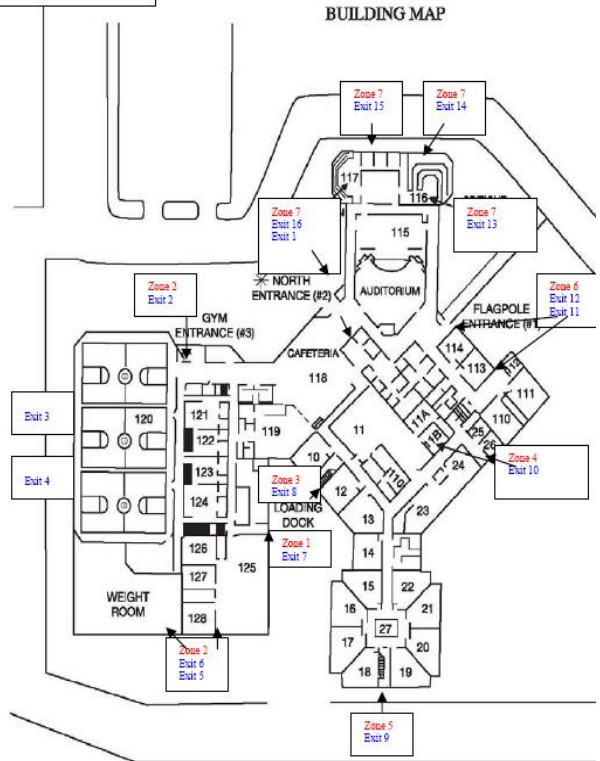 BUILDING MAP
Zone 7
Exit 15
Zone 7
Exit 14
117
116
Zone 7
Exit 16
Exit 1
Zone 7
Exit 13
115
AUDITORIUM
NORTH
ENTRANCE (#2)
Zone 2
Exit 2
Zone 6
Exit 12
Exit 11
GYM
ENTRANCE (#3)
FLAGPOLE
ENTRANCE (#1
CAFETERIA
118
114
113
112
111
110
Exit 3
120
121
122
119
11
11A
11B
25
26
Zone 4
Exit 10
Exit 4
123
124
10
24
Zone 3
Exit 8
12
110
LOADING
DOCK
13
23
Zone 1
Exit 7
126
125
14
127
15
22
WEIGHT
ROOM
128
16
21
27
17
20
Zone 2
Exit 6
Exit 5
18
19
Zone 5
Exit 9